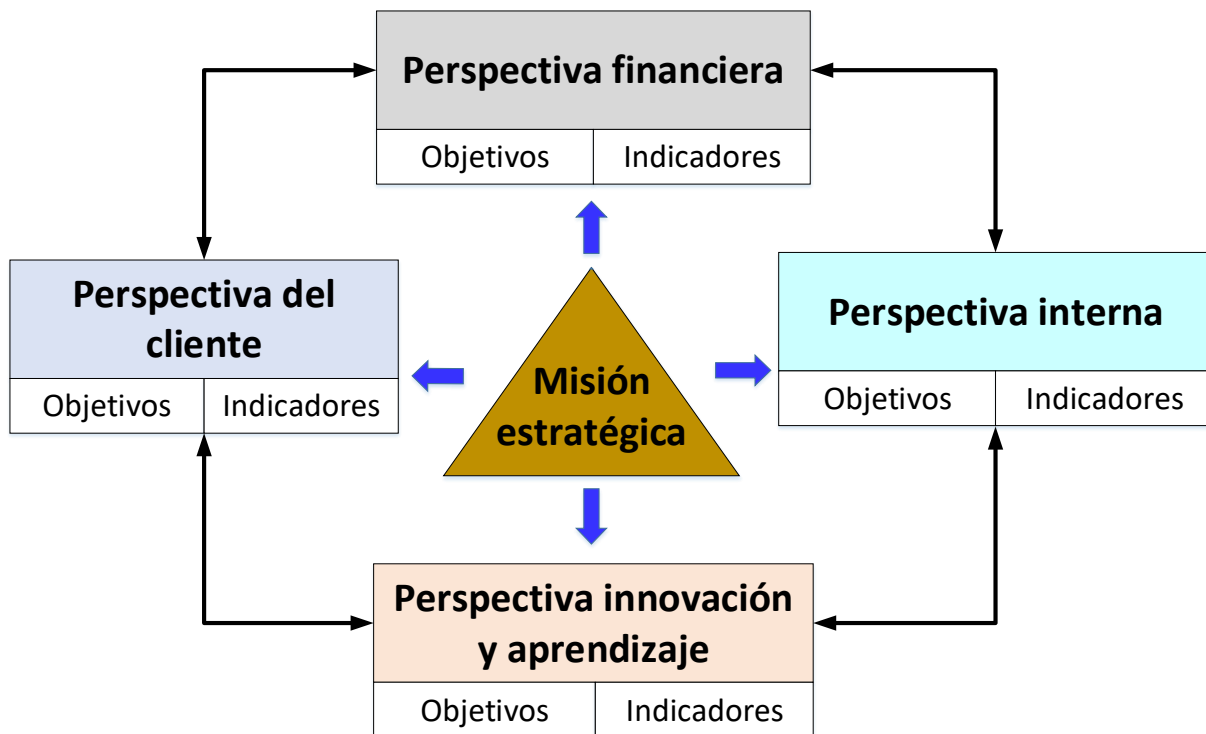 Perspectiva financiera
Objetivos Indicadores
Perspectiva del
cliente
Objetivos Indicadores
Misión
estratégica
Perspectiva interna
Objetivos Indicadores
Perspectiva innovación
y aprendizaje
Objetivos Indicadores